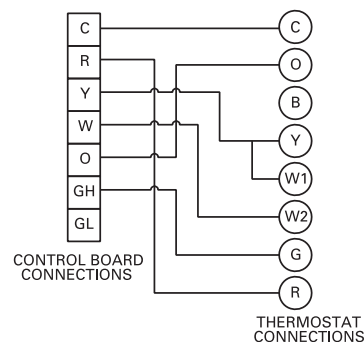 C
R
Y
W
O
GH
GL
CONTROL BOARD
CONNECTIONS
C
O
B
Y
W1
W2
G
R
THERMOSTAT
CONNECTIONS